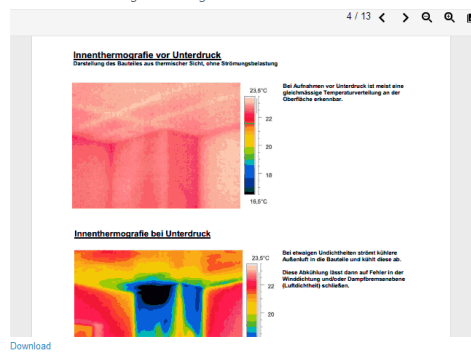 4 / 13
Innenthermografie vor Unterdruck
Darstellung des Bauteiles aus thermischer Sicht, ohne Strömungsbelastung
23,6°C
22
20
18
16,5°C
Bei Aufnahmen vor Unterdruck ist meist eine
gleichmässige Temperaturverteilung an der
Oberfläche erkennbar.
Innenthermografie bei Unterdruck
23,6°C
22
20
Bei etwaigen Undichtheiten strömt kühlere
Außenluft in die Bauteile und kühlt diese ab.
Diese Abkühlung lässt dann auf Fehler in der
Winddichtung und/oder Dampfbremsanebene
(Luftdichtheit) schließen.
Download